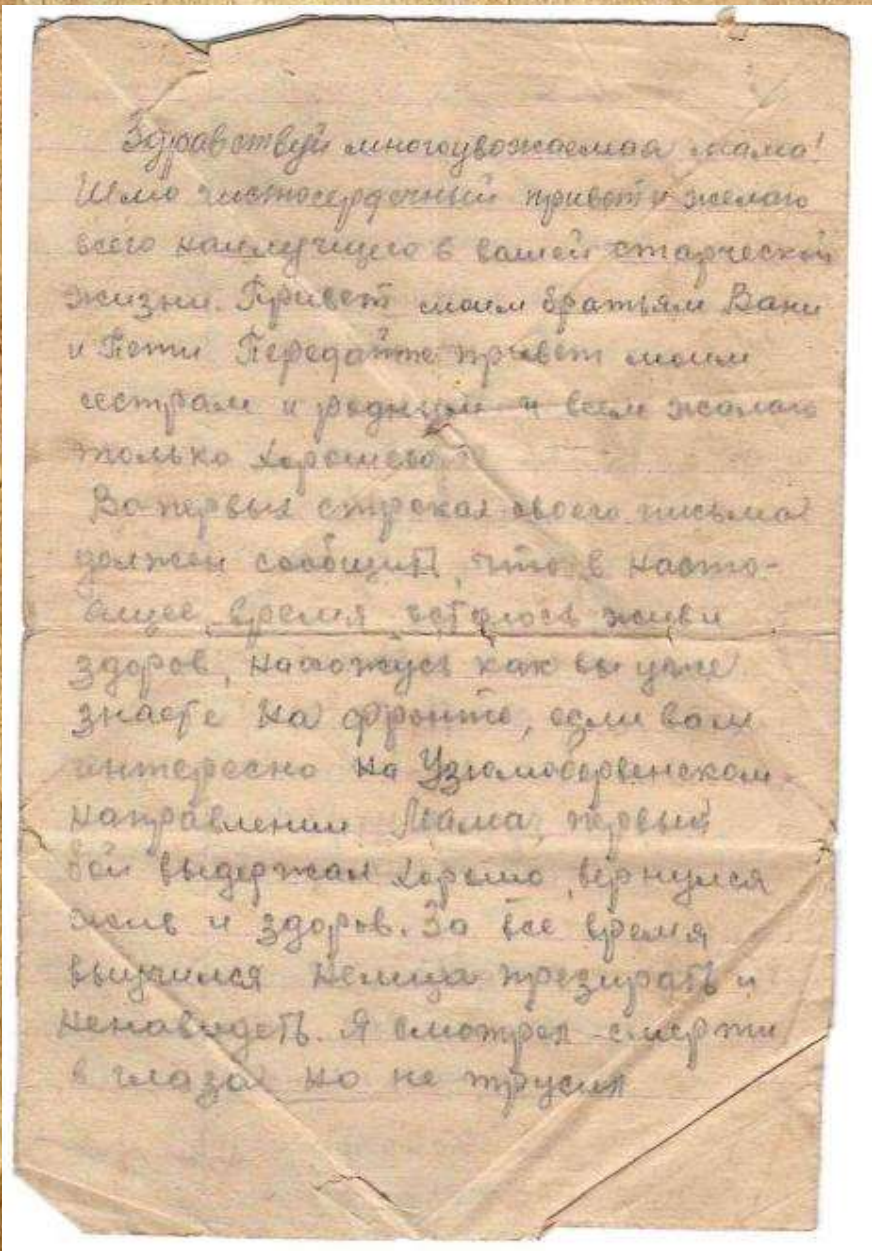 Здравствуй многоуважаемая мама!
Шлю чистосердечный привет и желаю
всего наилучшего в вашей старческой
жизни. Привет моим братьям Вани
и Пети Передайте привет моим
сестрам и родным и всем желаю
только хорошего
Во первых строках своего письма
должен сообщить, что в насто-
ящее время остаюсь жив и
здоров, нахожусь как вы уже
знаете на фронте, если вам
интересно на
направлении. Мама, первый
бой выдержал хорошо, вернулся
жив и здоров. За все время
выучился немца презирать и
ненавидеть. Я смотрел смерти
в глаза но не трусил